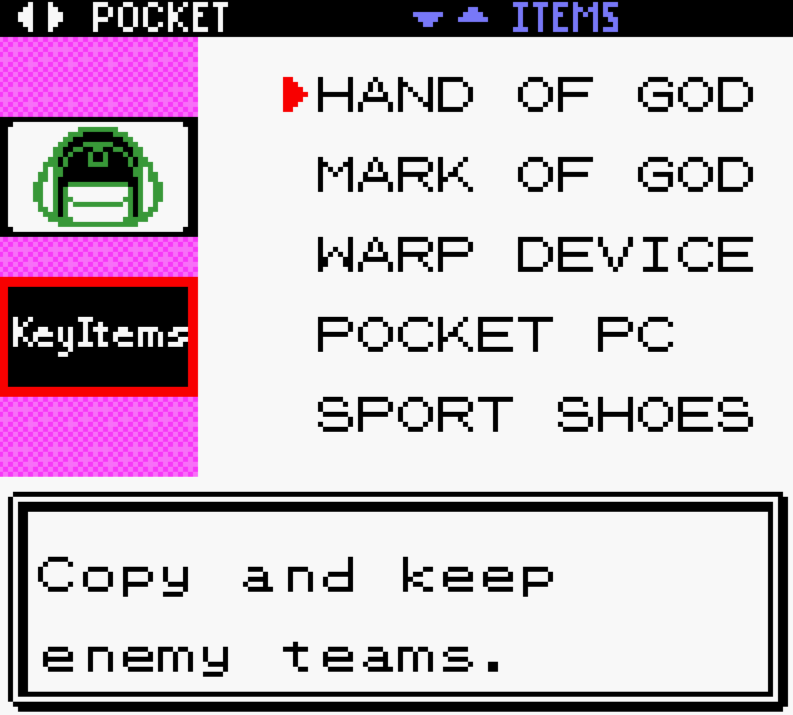 POCKET ITEMS
HAND OF GOD
MARK OF GOD
WARP DEVICE
KeyItems
POCKET PC
SPORT SHOES
Copy and keep
enemy teams.